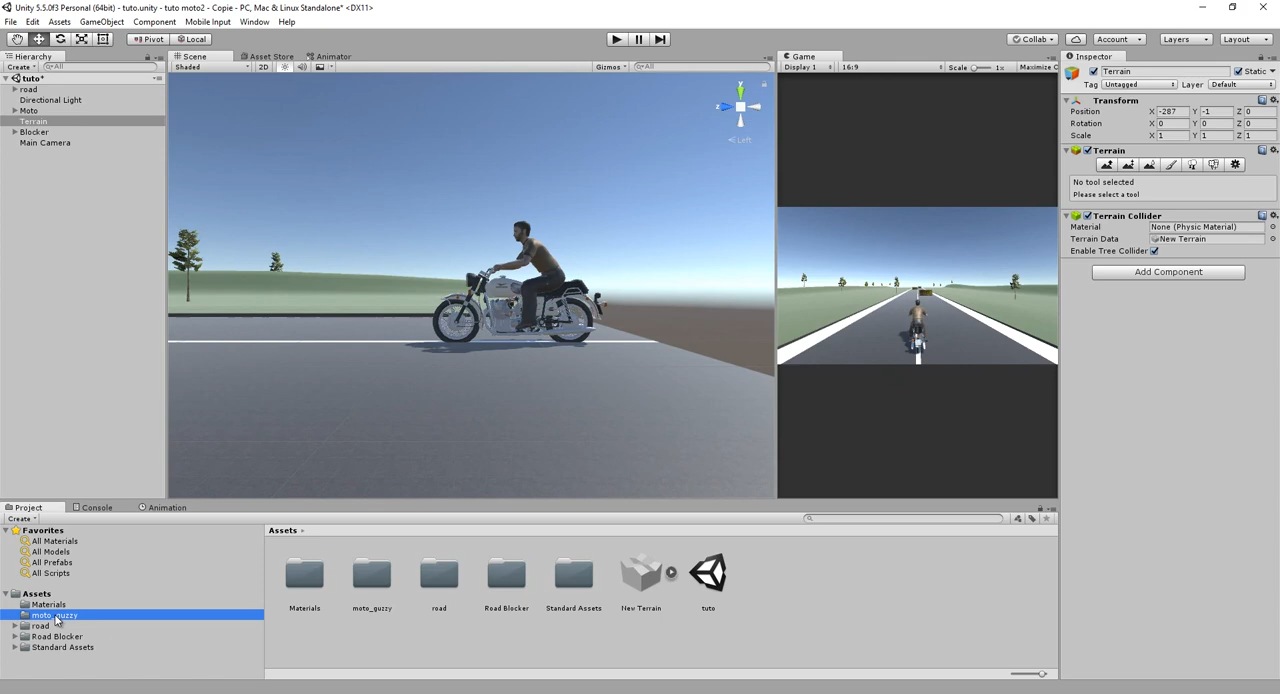 Unity 5.5.0f3 Personal (64bit) - tuto.unity - tuto moto2 - Copie - PC, Mac & Linux Standalone* <DX11>
File Edit Assets GameObject Component Mobile Input Window Help
Pivot Local Collab Account Layers Layout
Hierarchy
Create All
tuto*
road
Directional Light
Moto
Terrain
Blocker
Main Camera
Scene Asset Store Animator
Shaded 2D Gizmos All
y
z
Left
Game
Display 1 16:9 Scale 1x Maximize O
Inspector
Terrain Static
Tag Untagged Layer Default
Transform
Position X -287 Y -1 Z 0
Rotation X 0 Y 0 Z 0
Scale X 1 Y 1 Z 1
Terrain
No tool selected
Please select a tool
Terrain Collider
Material None (Physic Material)
Terrain Data New Terrain
Enable Tree Collider
Add Component
Project Console Animation
Create
Favorites
All Materials
All Models
All Prefabs
All Scripts
Assets
Materials
moto_guzzy
road
Road Blocker
Standard Assets
Assets
Materials moto_guzzy road Road Blocker Standard Assets New Terrain tuto